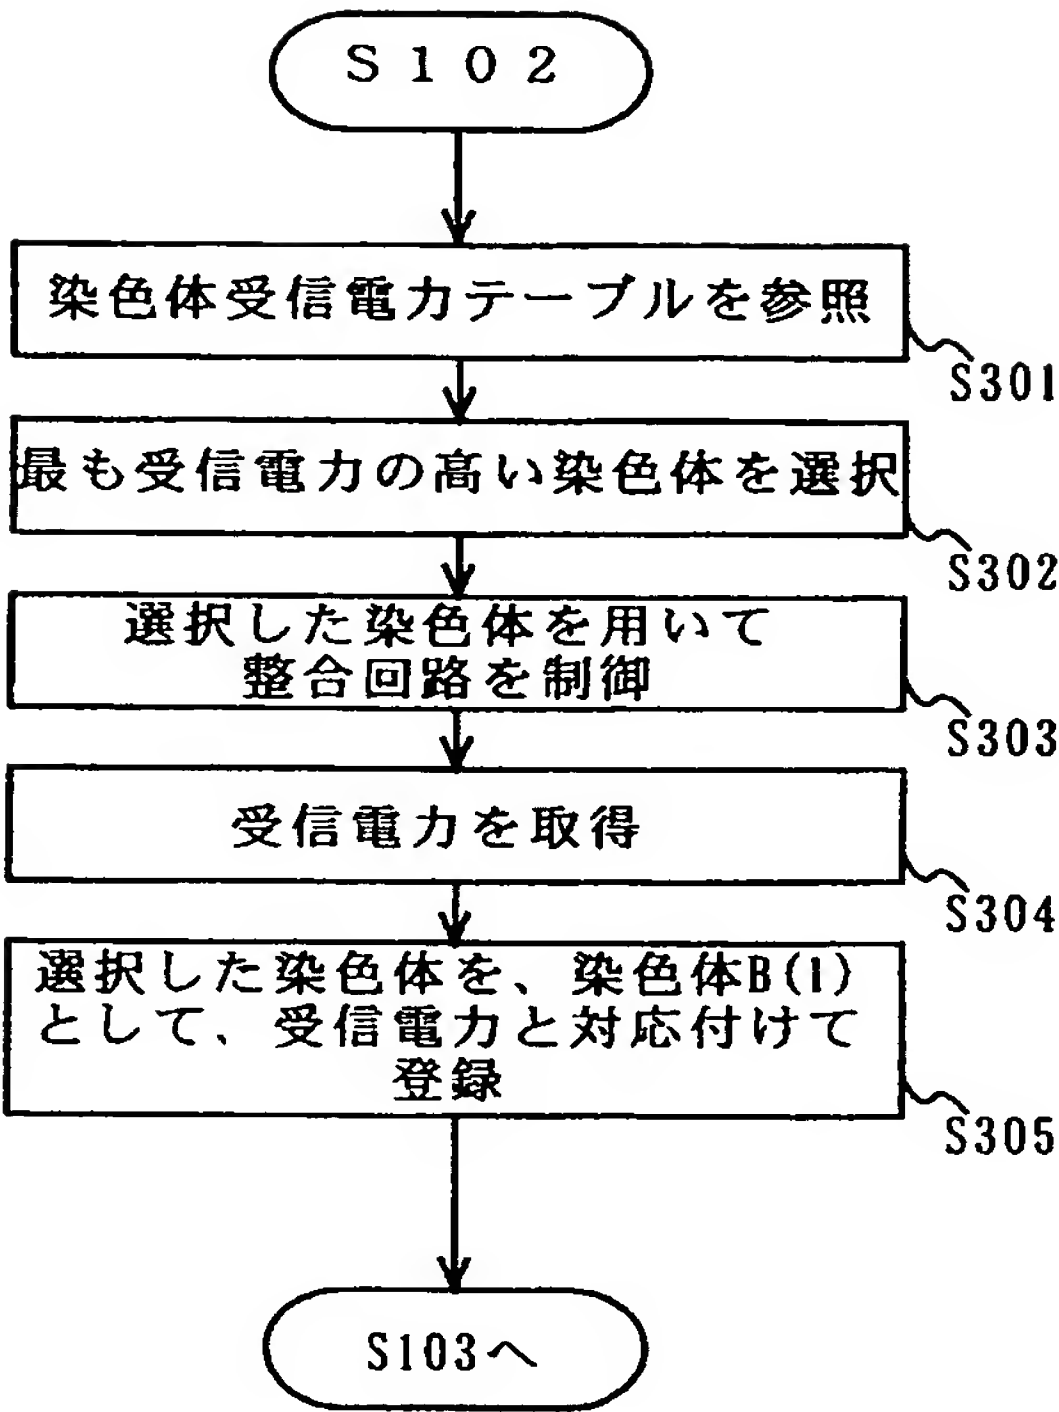 S102
染色体受信電力テーブルを参照
S301
最も受信電力の高い染色体を選択
S302
選択した染色体を用いて
整合回路を制御
S303
受信電力を取得
S304
選択した染色体を、染色体B(1)
として、受信電力と対応付けて
登録
S305
S103へ